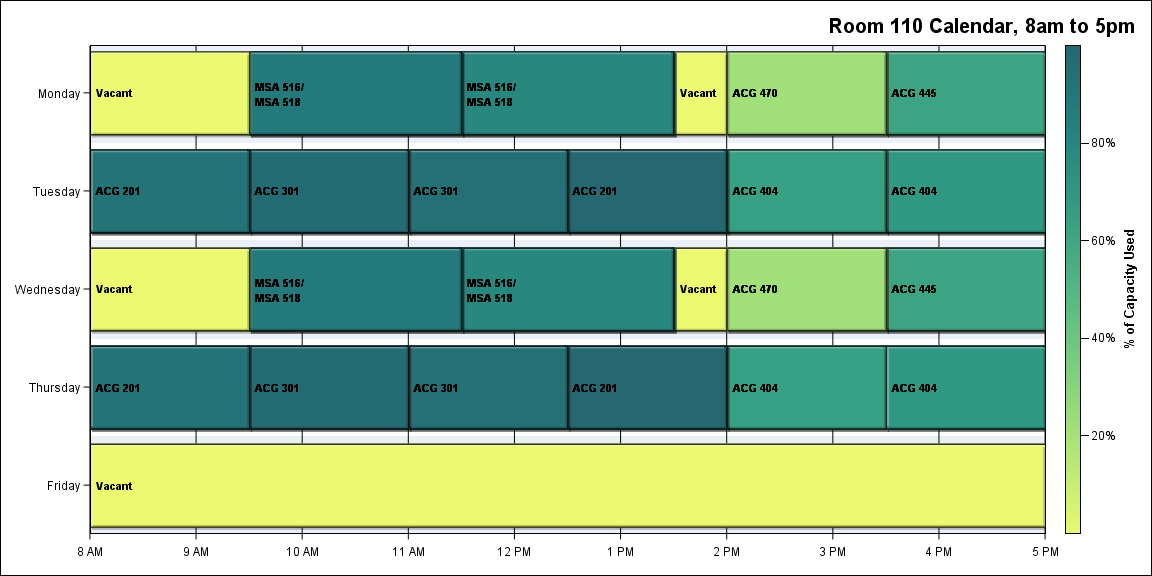 Room 110 Calendar, 8am to 5pm
Monday
Vacant
MSA 516/
MSA 518
MSA 516/
MSA 518
Vacant
ACG 470
ACG 445
Tuesday
ACG 201
ACG 301
ACG 301
ACG 201
ACG 404
ACG 404
Wednesday
Vacant
MSA 516/
MSA 518
MSA 516/
MSA 518
Vacant
ACG 470
ACG 445
Thursday
ACG 201
ACG 301
ACG 301
ACG 201
ACG 404
ACG 404
Friday
Vacant
8 AM
9 AM
10 AM
11 AM
12 PM
1 PM
2 PM
3 PM
4 PM
5 PM
80%
60%
40%
20%
% of Capacity Used